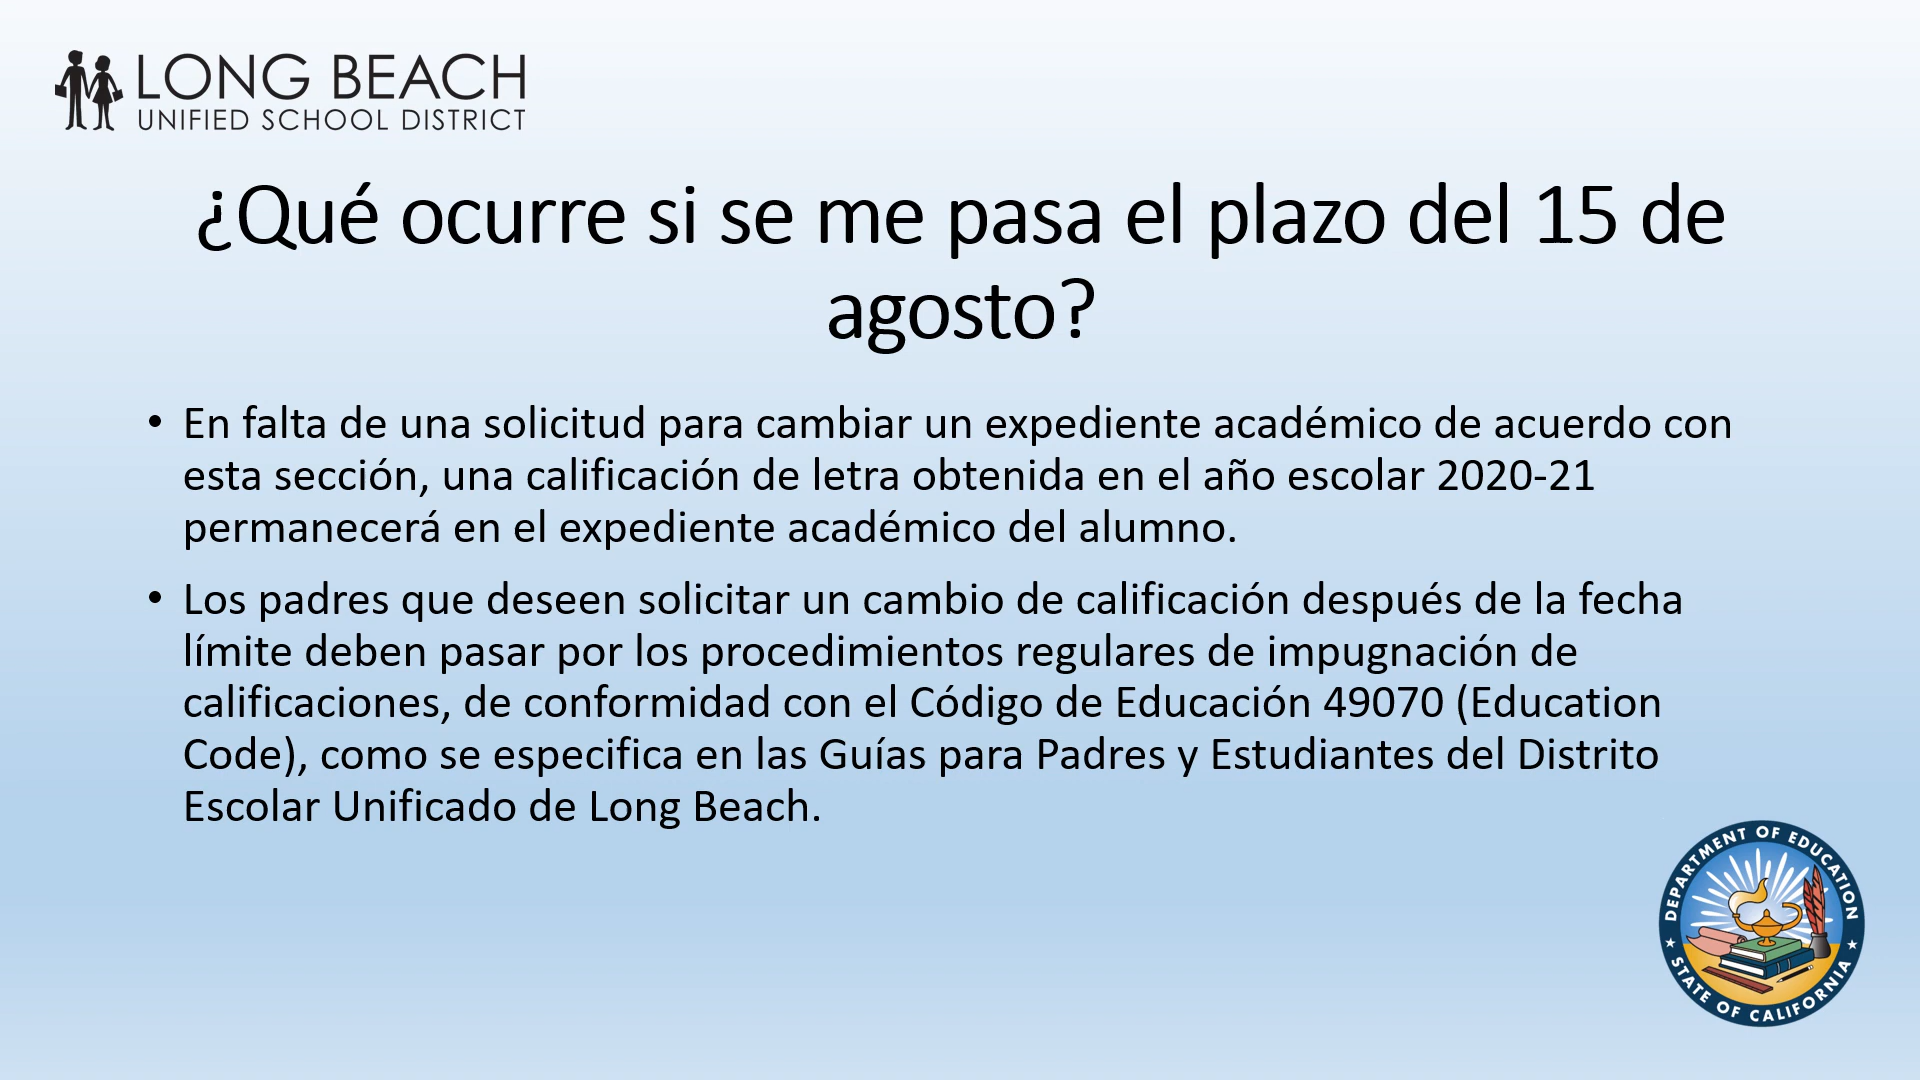 LONG BEACH
UNIFIED SCHOOL DISTRICT
¿Qué ocurre si se me pasa el plazo del 15 de
agosto?
• En falta de una solicitud para cambiar un expediente académico de acuerdo con
esta sección, una calificación de letra obtenida en el año escolar 2020-21
permanecerá en el expediente académico del alumno.
• Los padres que deseen solicitar un cambio de calificación después de la fecha
límite deben pasar por los procedimientos regulares de impugnación de
calificaciones, de conformidad con el Código de Educación 49070 (Education
Code), como se especifica en las Guías para Padres y Estudiantes del Distrito
Escolar Unificado de Long Beach.
DEPARTMENT OF EDUCATION
STATE OF CALIFORNIA